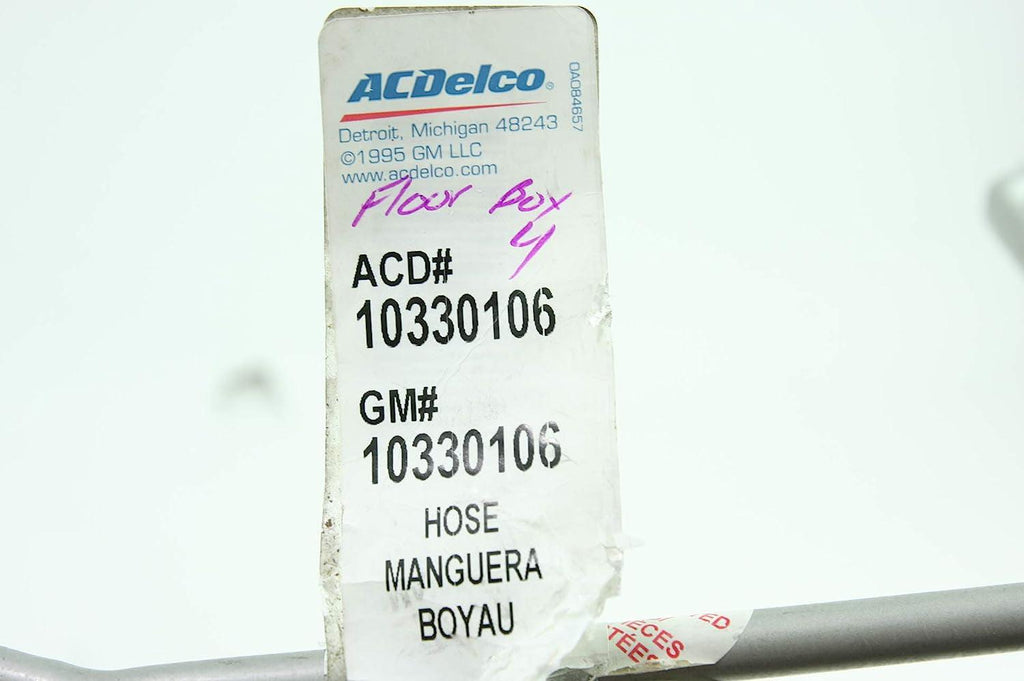 ACDelco®
0A084657
Detroit, Michigan 48243
©1995 GM LLC
www.acdelco.com
Floor Box
4
ACD#
10330106
GM#
10330106
HOSE
MANGUERA
BOYAU